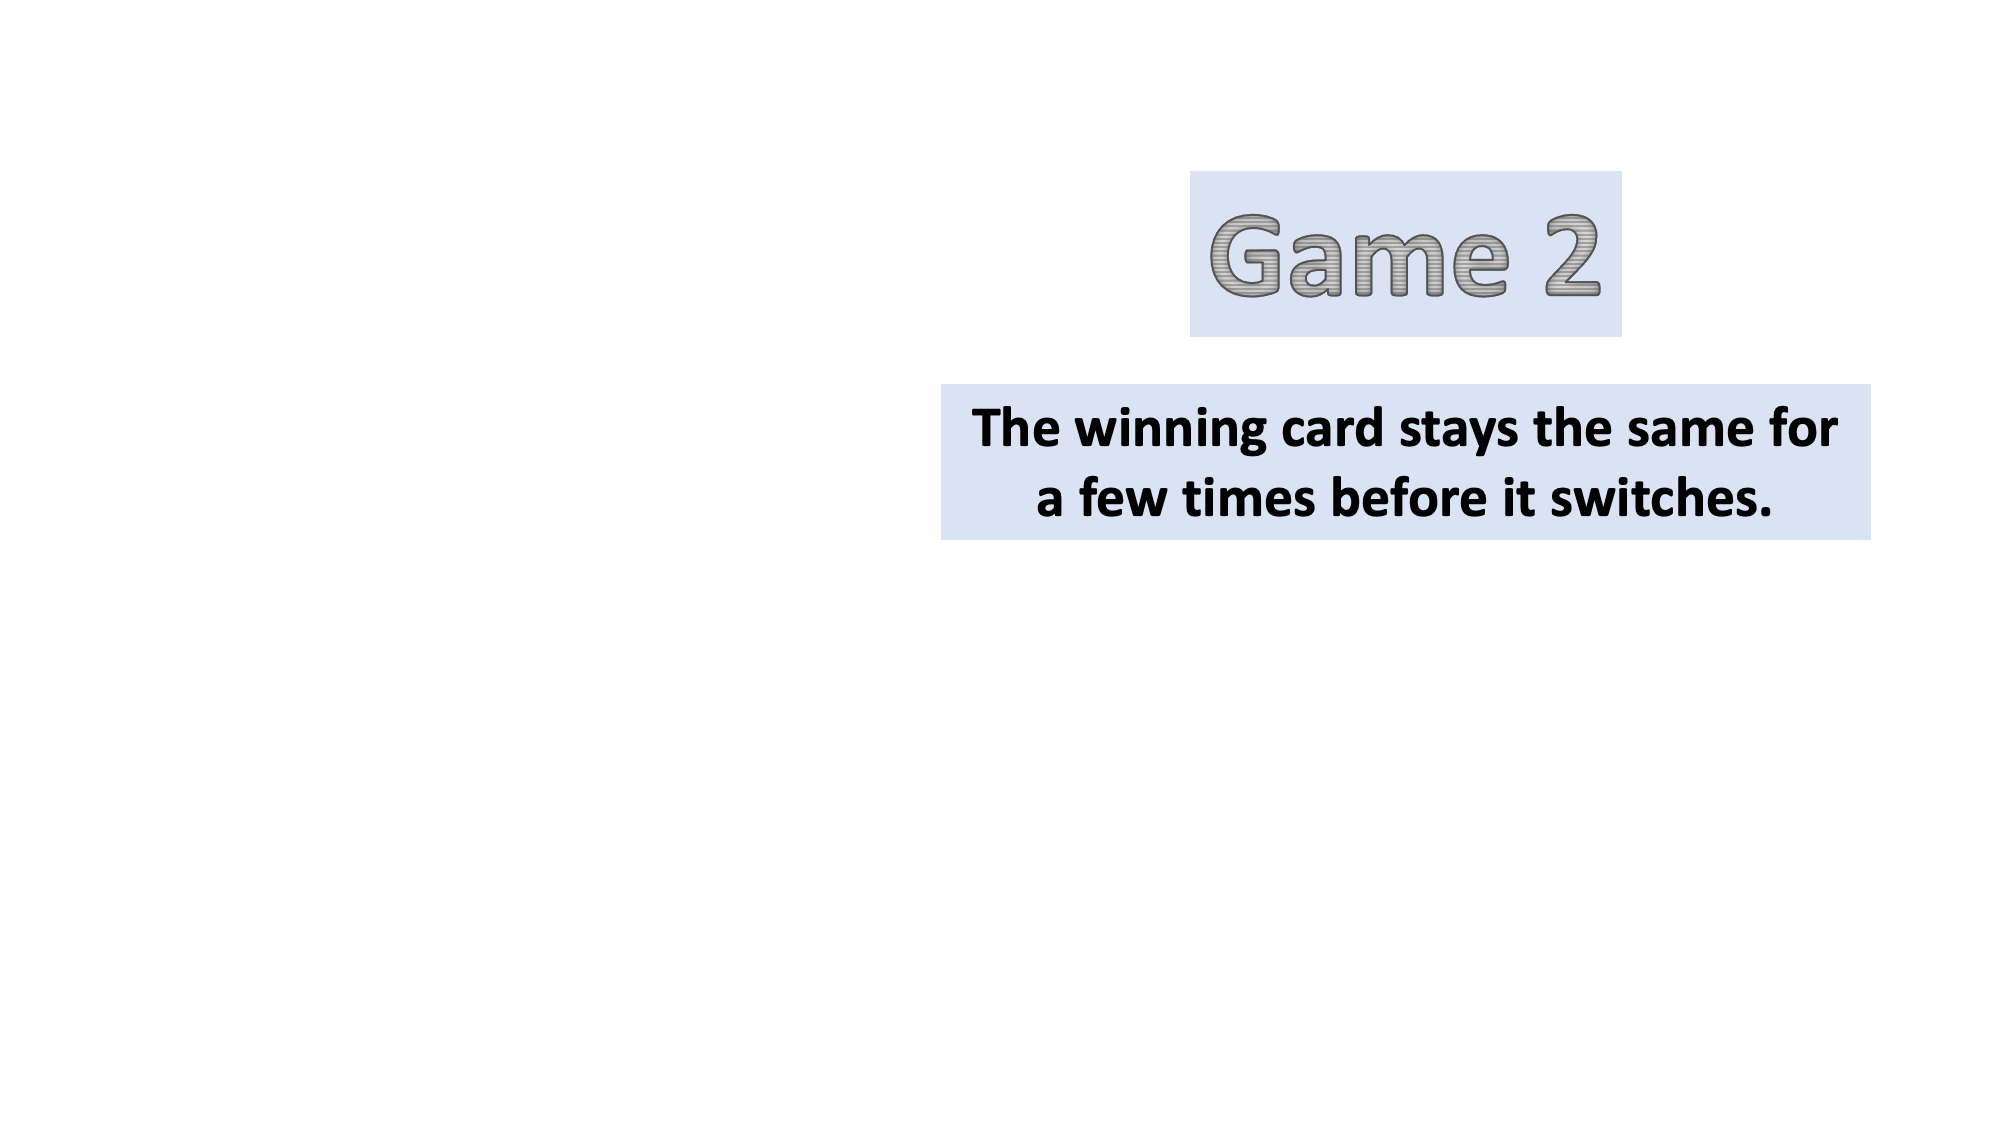 Game 2
The winning card stays the same for
a few times before it switches.